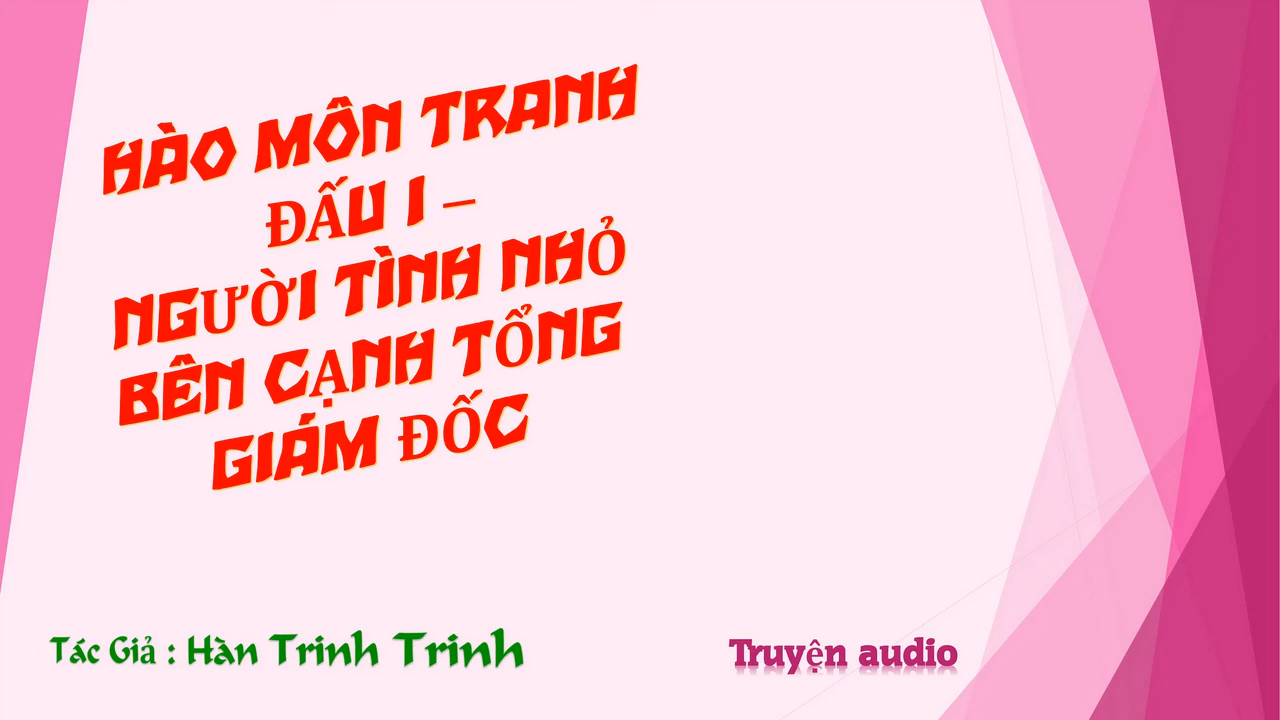 HÀO MÔN TRANH
ĐẤU I –
NGƯỜI TÌNH NHỎ
BÊN CẠNH TỔNG
GIÁM ĐỐC
Tác Giả : Hàn Trinh Trinh
Truyện audio